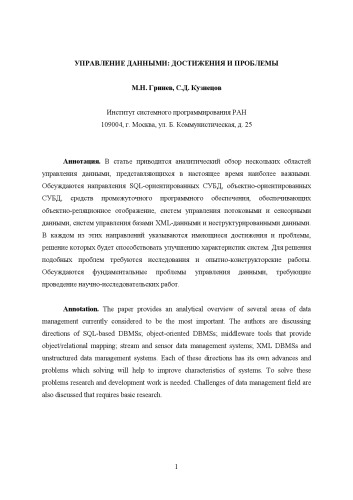 УПРАВЛЕНИЕ ДАННЫМИ: ДОСТИЖЕНИЯ И ПРОБЛЕМЫ
М.Н. Гринев, С.Д. Кузнецов
Институт системного программирования РАН
109004, г. Москва, ул. Б. Коммунистическая, д. 25
Аннотация. В статье приводится аналитический обзор нескольких областей
управления данными, представляющихся в настоящее время наиболее важными.
Обсуждаются направления SQL-ориентированных СУБД, объектно-ориентированных
СУБД, средств промежуточного программного обеспечения, обеспечивающих
объектно-реляционное отображение, систем управления потоковыми и сенсорными
данными, систем управления базами XML-данными и неструктурированными данными.
В каждом из этих направлений указываются имеющиеся достижения и проблемы,
решение которых будет способствовать улучшению характеристик систем. Для решения
подобных проблем требуются исследования и опытно-конструкторские работы.
Обсуждаются фундаментальные проблемы управления данными, требующие
проведение научно-исследовательских работ.
Annotation. The paper provides an analytical overview of several areas of data
management currently considered to be the most important. The authors are discussing
directions of SQL-based DBMSs; object-oriented DBMSs; middleware tools that provide
object/relational mapping; stream and sensor data management systems; XML DBMSs and
unstructured data management systems. Each of these directions has its own advances and
problems which solving will help to improve characteristics of systems. To solve these
problems research and development work is needed. Challenges of data management field are
also discussed that requires basic research.
1